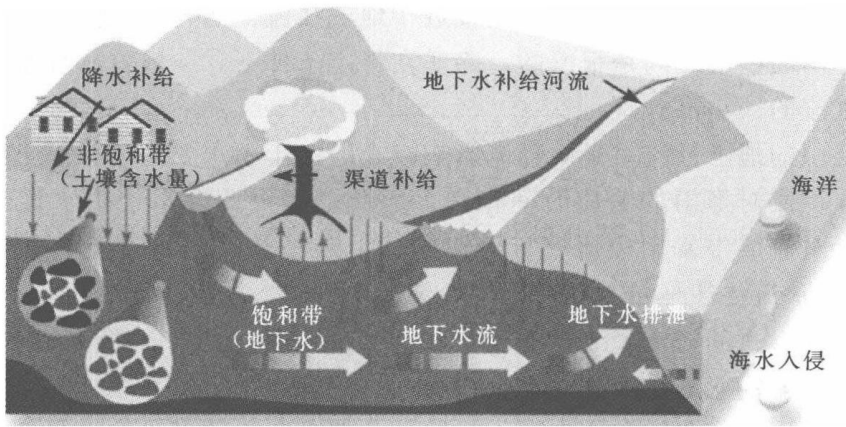 降水补给
地下水补给河流
非饱和带
（土壤含水量）
渠道补给
海洋
饱和带
（地下水）
地下水流
地下水排泄
海水入侵